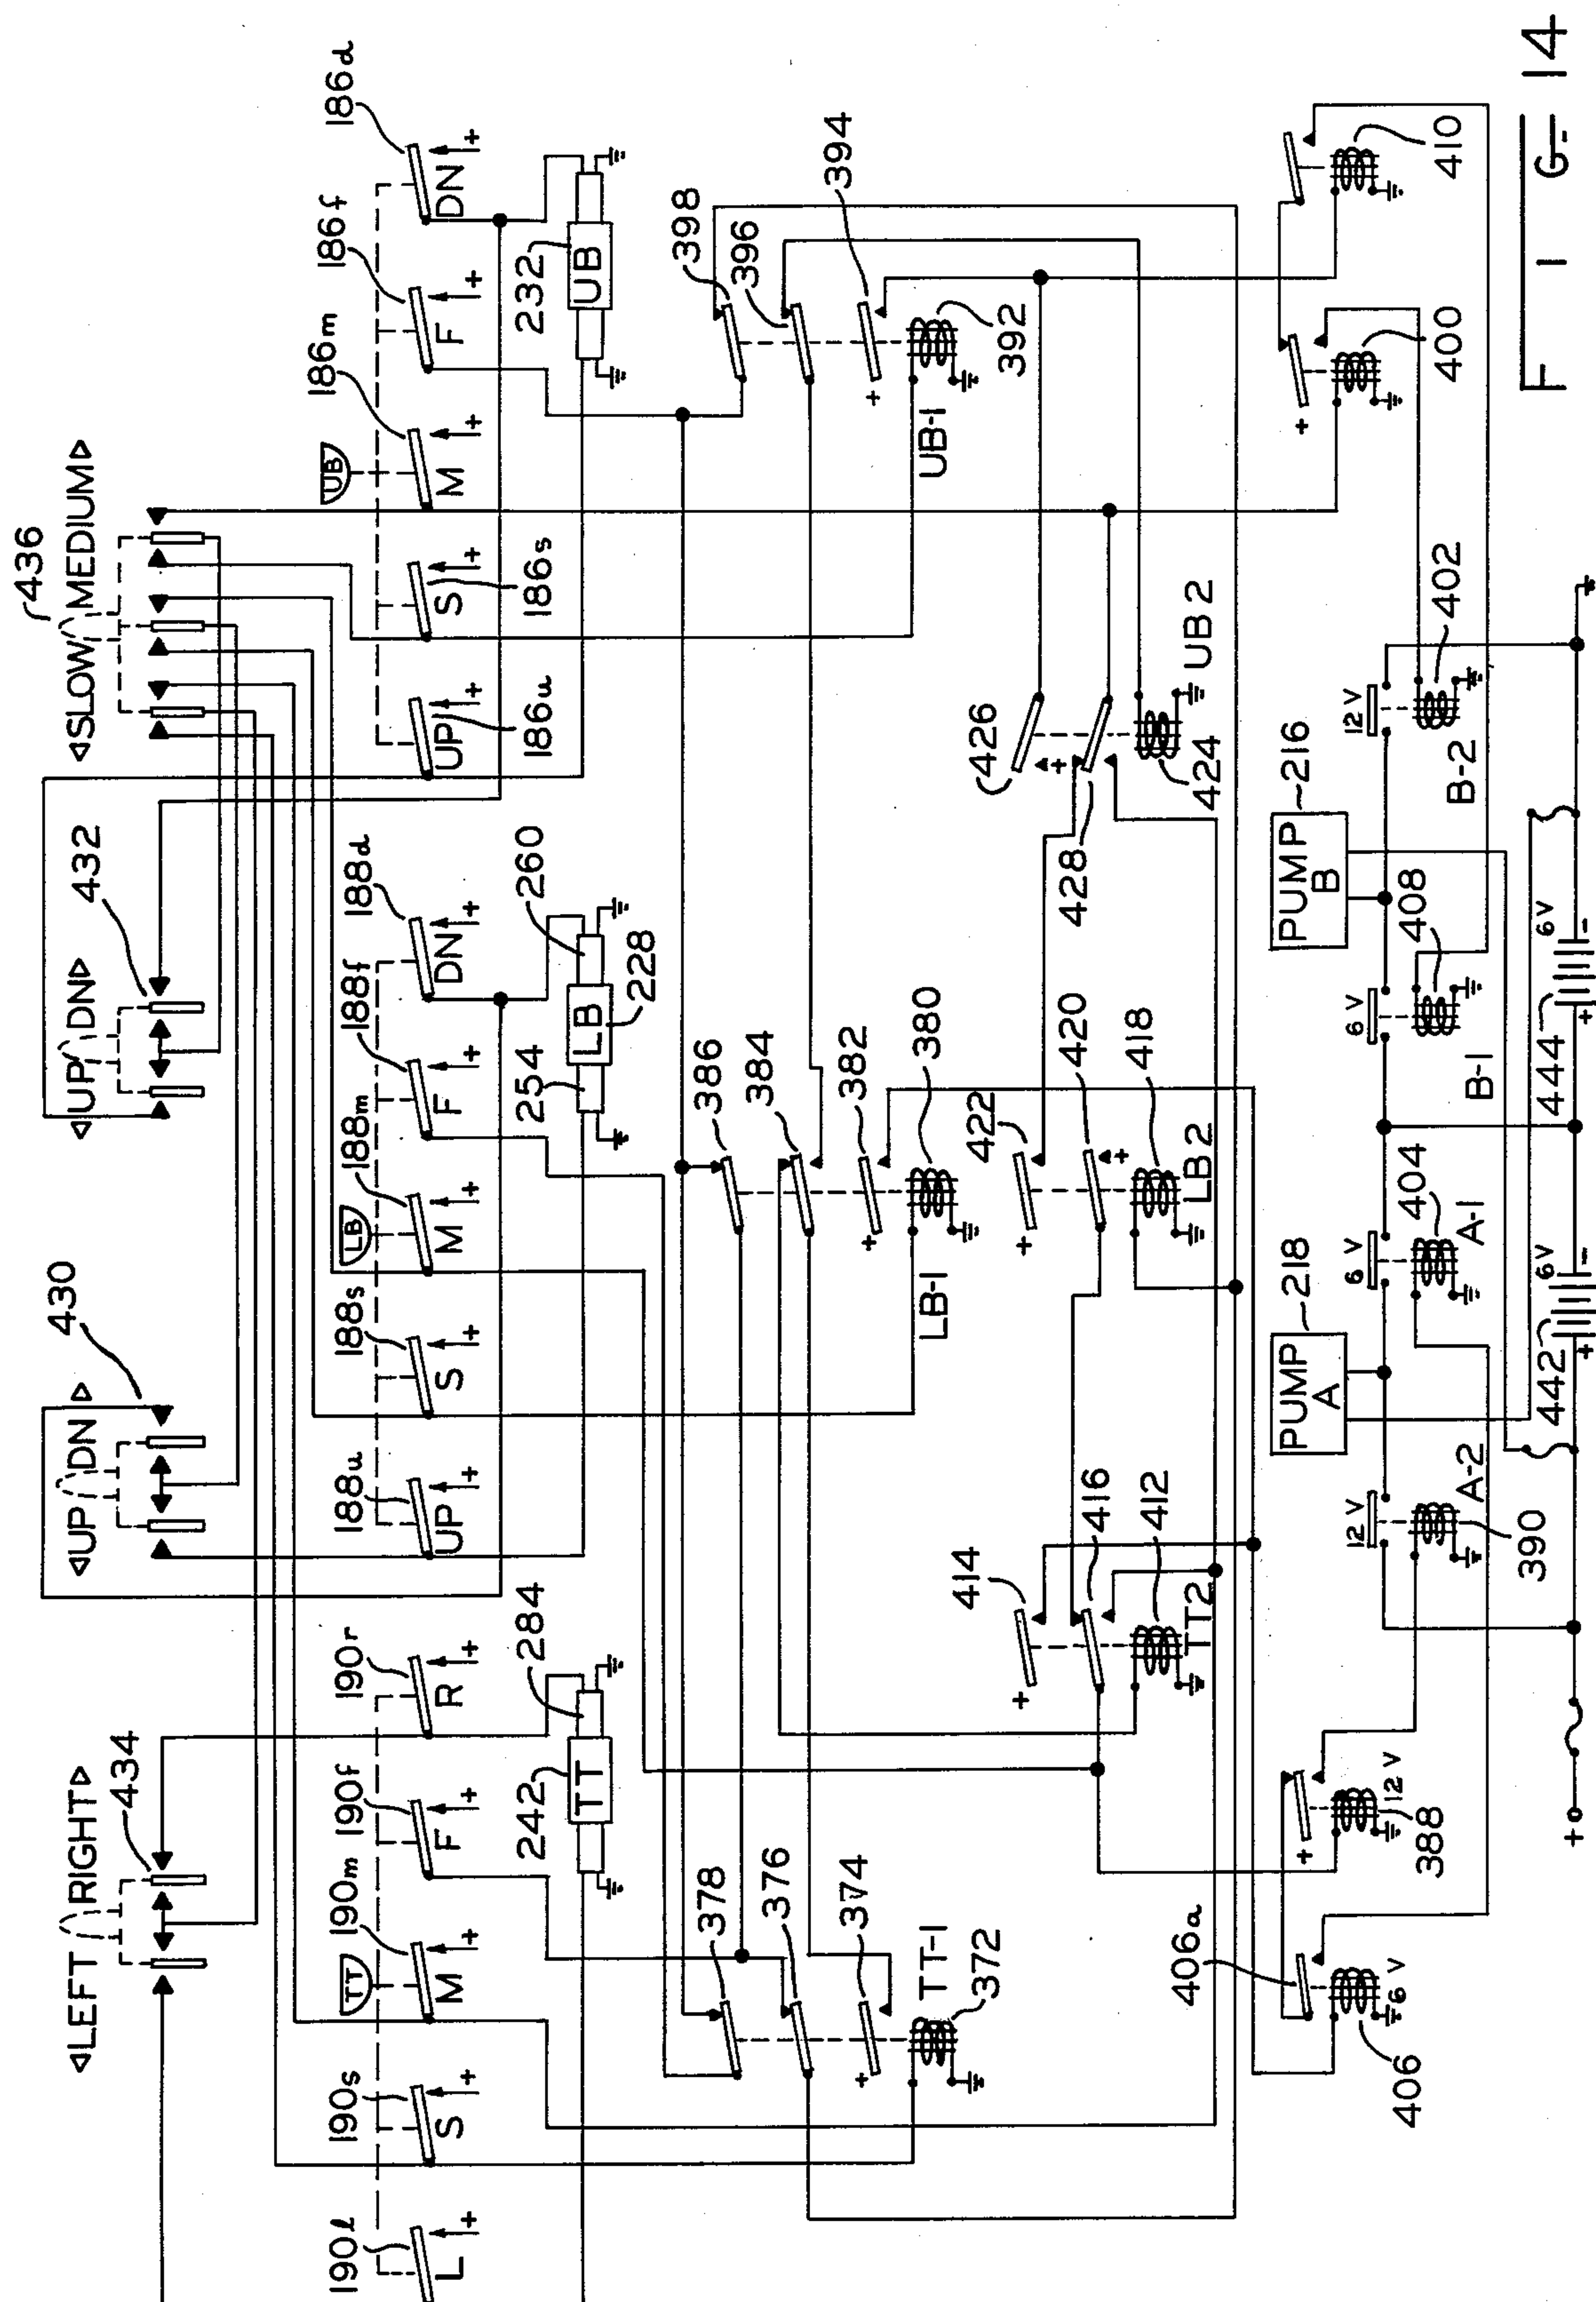 436
◁SLOW MEDIUM▷
◁UP DN▷
432
430
◁UP DN▷
◁LEFT RIGHT▷
434
186d
186f
186m
UB
DN
F
M
S
UP
186s
186u
188d
188f
188m
LB
188s
188u
DN
F
M
S
UP
190r
190f
190m
TT
190s
190l
R
F
M
S
L
232
UB
260
254
LB
228
284
242
TT
398
396
394
392
UB-1
386
384
382
380
LB-1
378
376
374
TT-1
372
426
428
424
UB2
422
420
418
LB2
414
416
412
TT2
410
400
402
12 V
B-2
PUMP B
216
408
6 V
B-1
404
6 V
A-1
PUMP A
218
12 V
A-2
390
388
12 V
406a
406
6 V
444
6V
442
6V
FIG-14